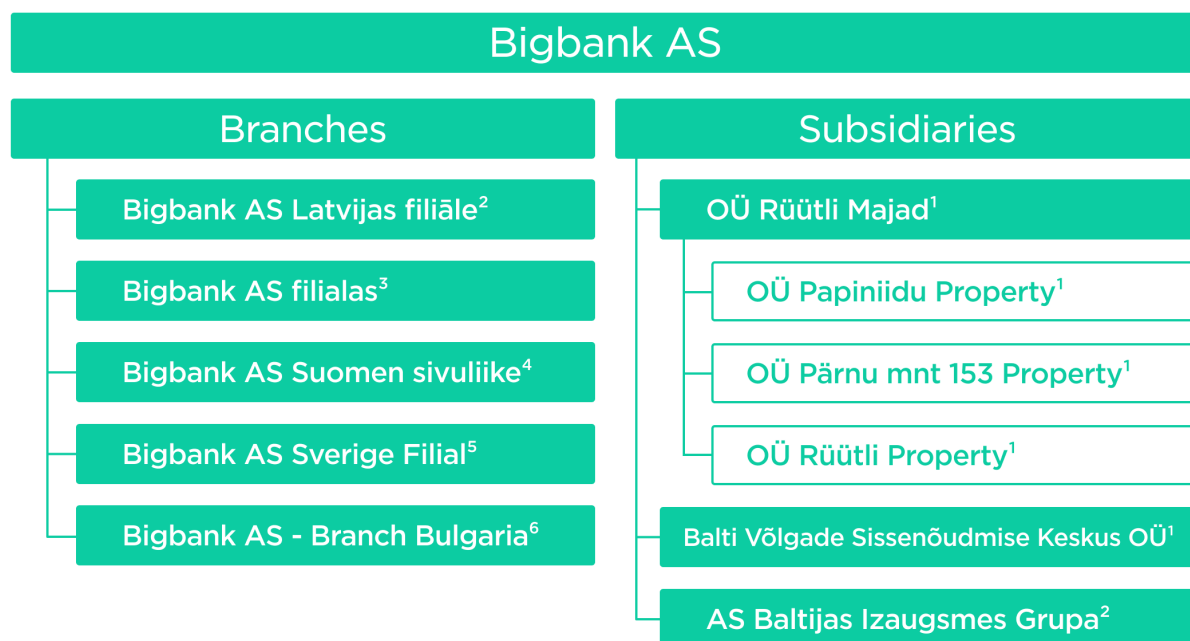 Bigbank AS
Branches
Bigbank AS Latvijas filiāle²
Bigbank AS filialas³
Bigbank AS Suomen sivuliike⁴
Bigbank AS Sverige Filial⁵
Bigbank AS - Branch Bulgaria⁶
Subsidiaries
OÜ Rüütli Majad¹
OÜ Papiniidu Property¹
OÜ Pärnu mnt 153 Property¹
OÜ Rüütli Property¹
Balti Võlgade Sissenõudmise Keskus OÜ¹
AS Baltijas Izaugsmes Grupa²